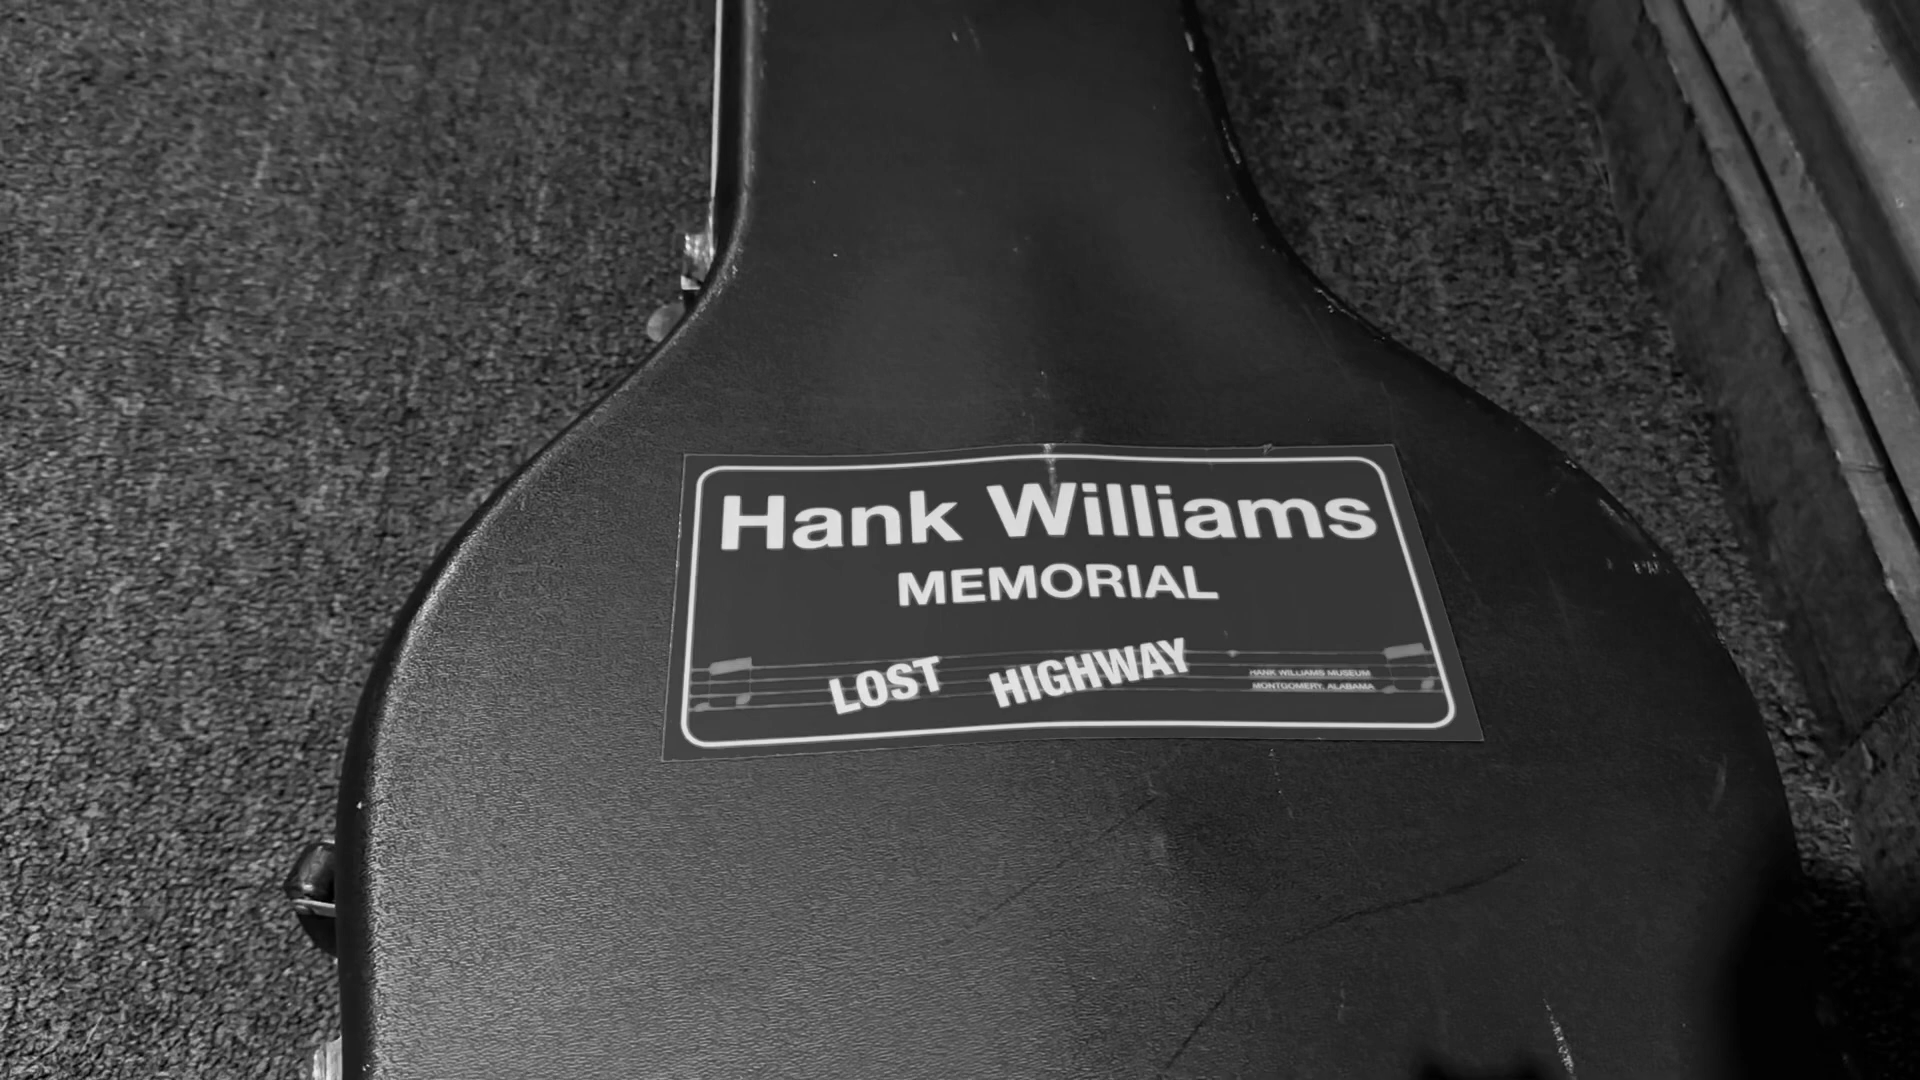 Hank Williams
MEMORIAL
LOST HIGHWAY
HANK WILLIAMS MUSEUM
MONTGOMERY, ALABAMA